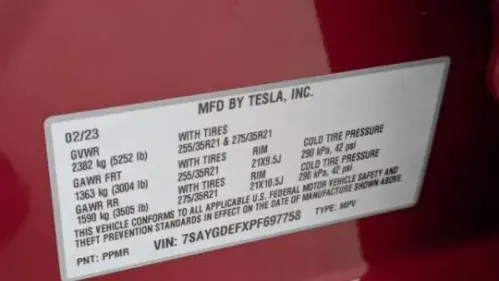 MFD BY TESLA, INC.
02/23
GVWR WITH TIRES
2382 kg (5252 lb) 255/35R21 & 275/35R21 RIM COLD TIRE PRESSURE
GAWR FRT WITH TIRES 21X9.5J 290 kPa, 42 psi
1363 kg (3004 lb) 255/35R21 RIM COLD TIRE PRESSURE
GAWR RR WITH TIRES 21X10.5J 290 kPa, 42 psi
1590 kg (3505 lb) 275/35R21
THIS VEHICLE CONFORMS TO ALL APPLICABLE U.S. FEDERAL MOTOR VEHICLE SAFETY AND
THEFT PREVENTION STANDARDS IN EFFECT ON THE DATE OF MANUFACTURE SHOWN ABOVE.
PNT: PPMR VIN: 7SAYGDEFXPF697758 TYPE: MPV